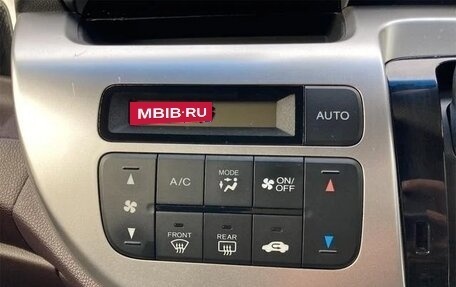 MBIB.RU
AUTO
A/C
MODE
ON/
OFF
FRONT
REAR